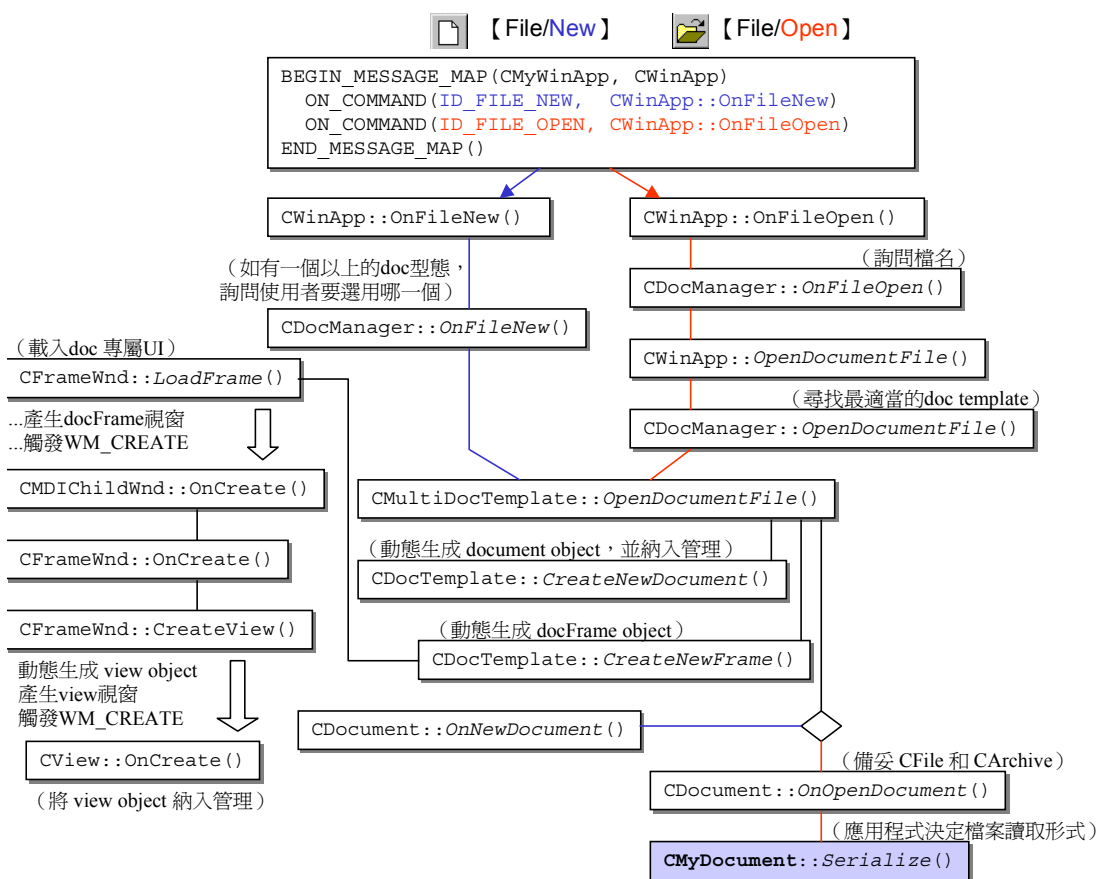 【File/New】
【File/Open】
BEGIN_MESSAGE_MAP(CMyWinApp, CWinApp)
ON_COMMAND(ID_FILE_NEW, CWinApp::OnFileNew)
ON_COMMAND(ID_FILE_OPEN, CWinApp::OnFileOpen)
END_MESSAGE_MAP()
CWinApp::OnFileNew()
CWinApp::OnFileOpen()
（如有一個以上的doc型態，
詢問使用者要選用哪一個）
（詢問檔名）
CDocManager::OnFileOpen()
CDocManager::OnFileNew()
CWinApp::OpenDocumentFile()
（尋找最適當的doc template）
CDocManager::OpenDocumentFile()
（載入doc 專屬UI）
CFrameWnd::LoadFrame()
...產生docFrame視窗
...觸發WM_CREATE
CMDIChildWnd::OnCreate()
CFrameWnd::OnCreate()
CFrameWnd::CreateView()
動態生成 view object
產生view視窗
觸發WM_CREATE
CView::OnCreate()
（將 view object 納入管理）
CMultiDocTemplate::OpenDocumentFile()
（動態生成 document object，並納入管理）
CDocTemplate::CreateNewDocument()
（動態生成 docFrame object）
CDocTemplate::CreateNewFrame()
CDocument::OnNewDocument()
（備妥 CFile 和 CArchive）
CDocument::OnOpenDocument()
（應用程式決定檔案讀取形式）
CMyDocument::Serialize()